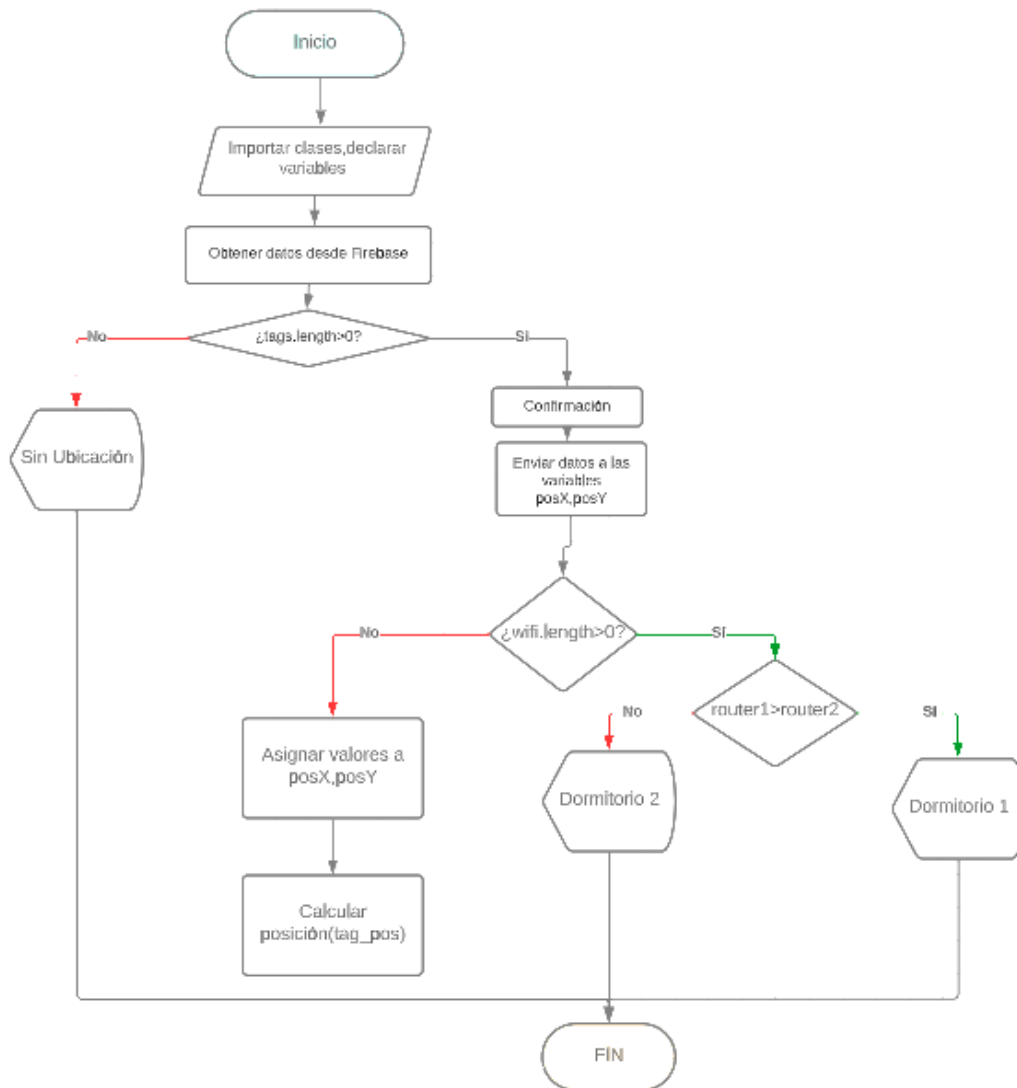 Inicio
Importar clases,declarar
variables
Obtener datos desde Firebase
¿tags.length>0?
No
Si
Sin Ubicación
Confirmación
Enviar datos a las
variables
posX,posY
¿wifi.length>0?
No
Si
router1>router2
No
Si
Asignar valores a
posX,posY
Dormitorio 2
Dormitorio 1
Calcular
posición(tag_pos)
FIN